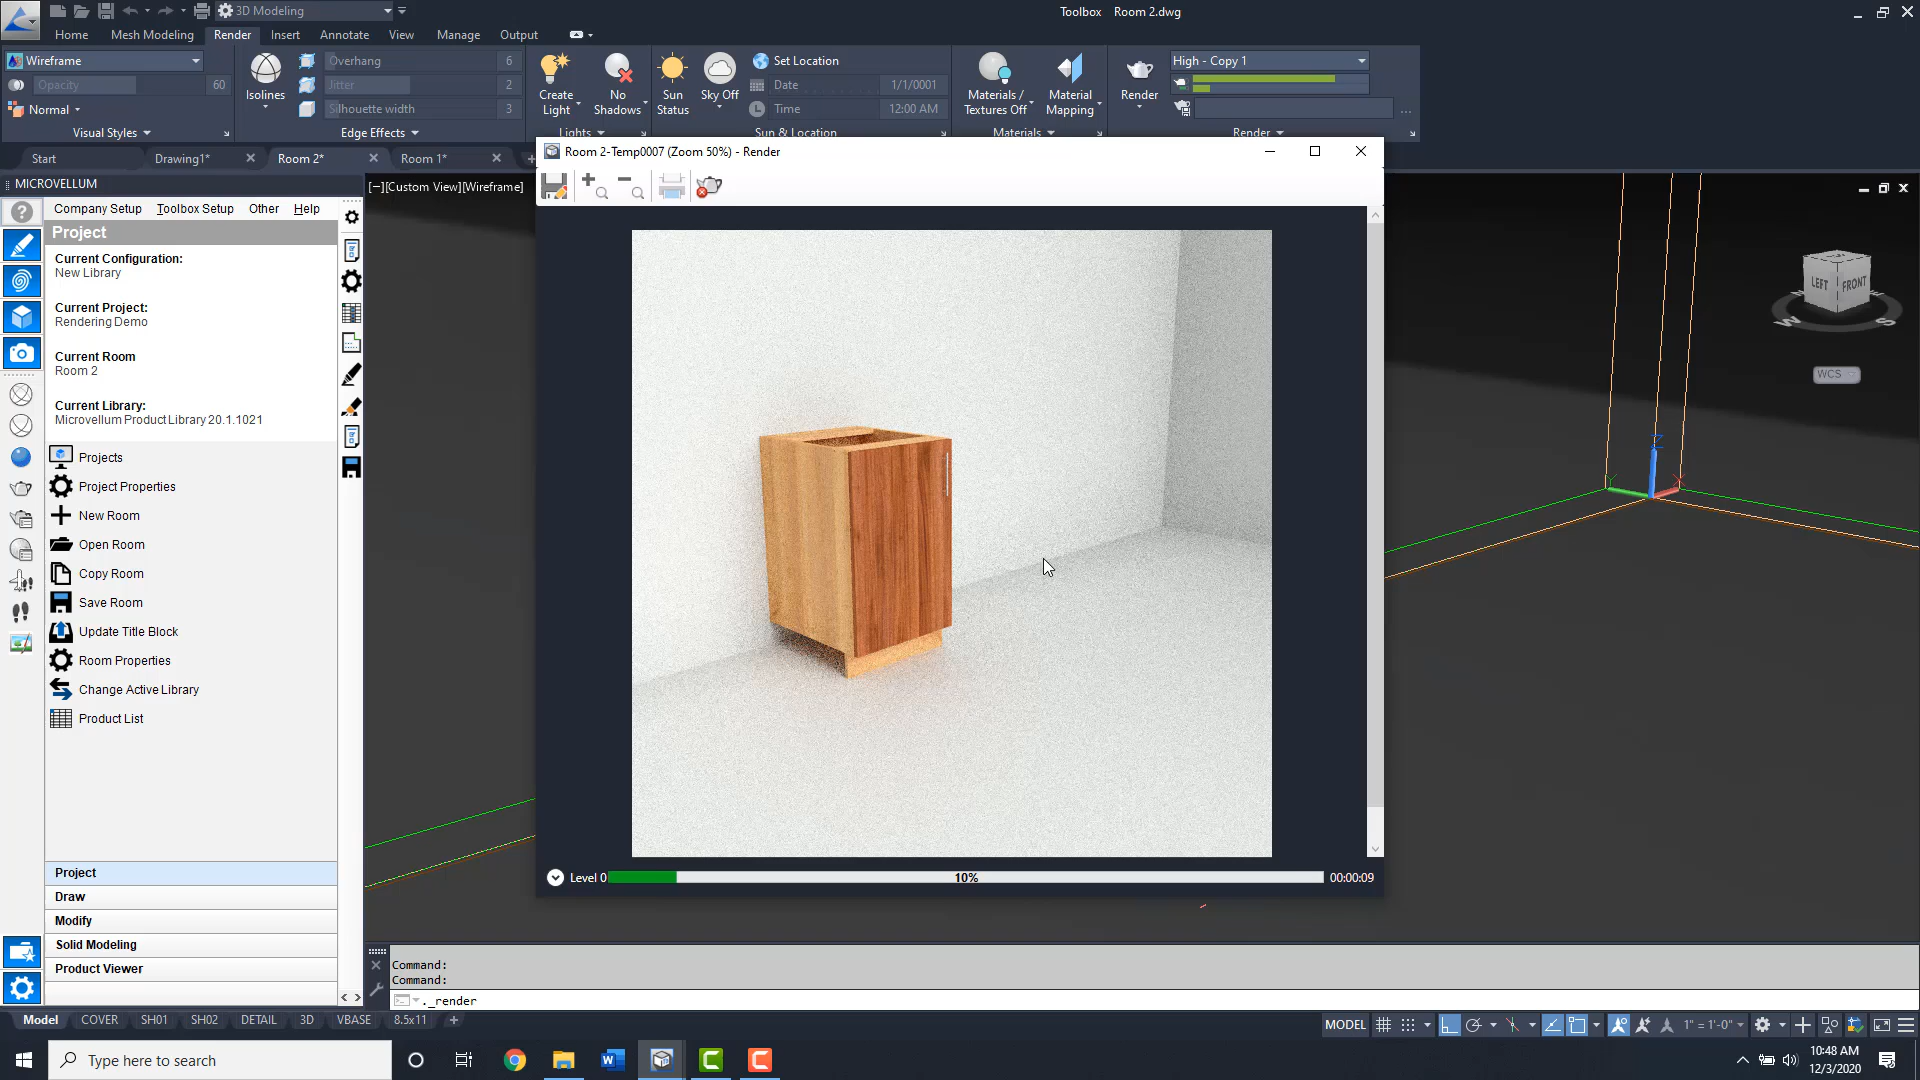 3D Modeling
Toolbox Room 2.dwg
Home Mesh Modeling Render Insert Annotate View Manage Output
Wireframe
Opacity 60
Normal
Visual Styles
Isolines
Overhang 6
Jitter 2
Silhouette width 3
Edge Effects
Create Light
No Shadows
Lights
Sun Status
Sky Off
Set Location
Date 1/1/0001
Time 12:00 AM
Sun & Location
Materials / Textures Off
Material Mapping
Materials
Render
High - Copy 1
Render
Start Drawing1* Room 2* Room 1*
MICROVELLUM
Company Setup Toolbox Setup Other Help
Project
Current Configuration:
New Library
Current Project:
Rendering Demo
Current Room
Room 2
Current Library:
Microvellum Product Library 20.1.1021
Projects
Project Properties
New Room
Open Room
Copy Room
Save Room
Update Title Block
Room Properties
Change Active Library
Product List
Project
Draw
Modify
Solid Modeling
Product Viewer
[−][Custom View][Wireframe]
Room 2-Temp0007 (Zoom 50%) - Render
Level 0 10% 00:00:09
LEFT FRONT
W S
WCS
Z
Y X
Command:
Command:
._render
Model COVER SH01 SH02 DETAIL 3D VBASE 8.5x11 +
MODEL 1" = 1'-0"
Type here to search
10:48 AM
12/3/2020